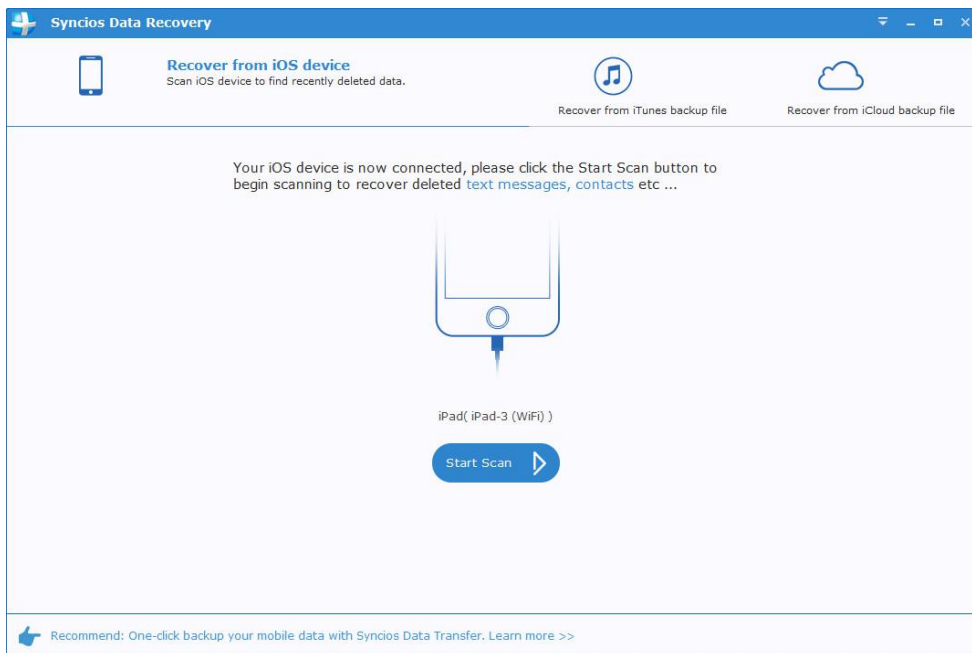 Syncios Data Recovery
Recover from iOS device
Scan iOS device to find recently deleted data.
Recover from iTunes backup file
Recover from iCloud backup file
Your iOS device is now connected, please click the Start Scan button to
begin scanning to recover deleted text messages, contacts etc ...
iPad( iPad-3 (WiFi) )
Start Scan
Recommend: One-click backup your mobile data with Syncios Data Transfer. Learn more >>